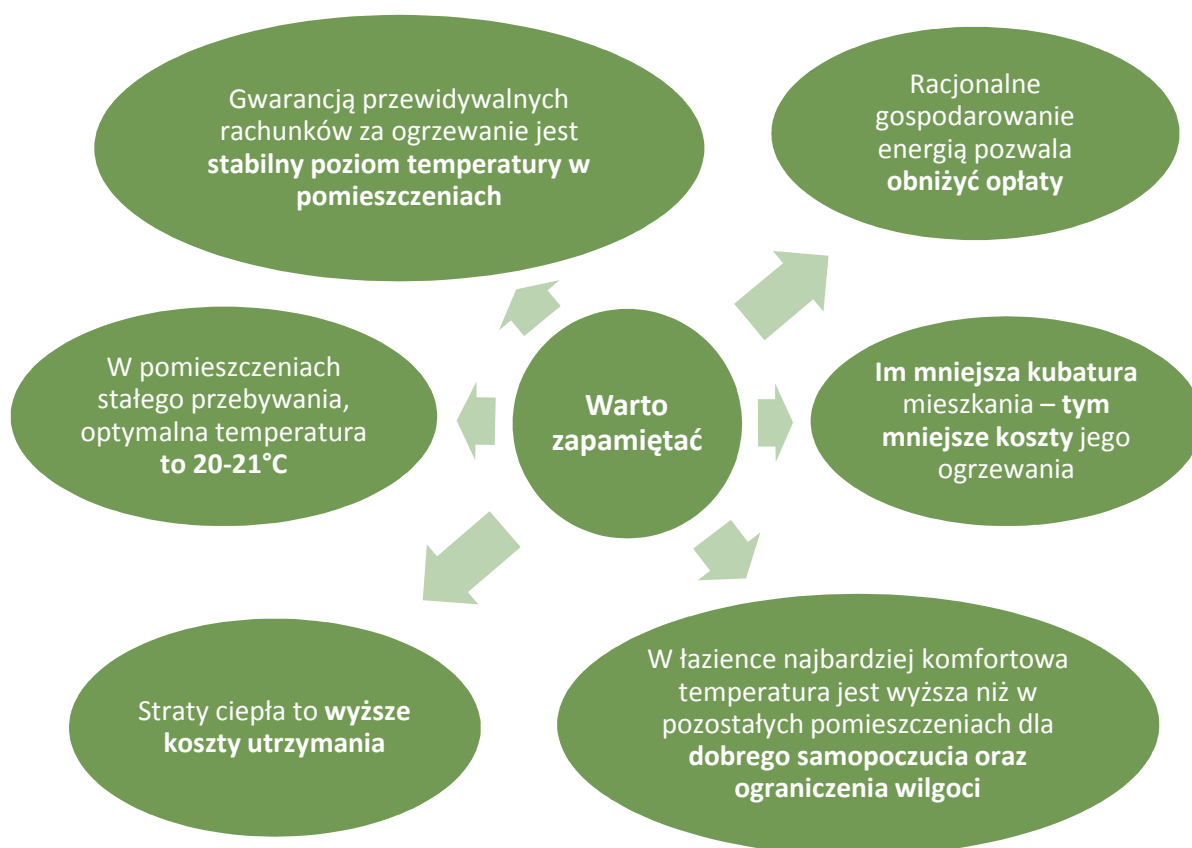 Gwarancją przewidywalnych
rachunków za ogrzewanie jest
stabilny poziom temperatury w
pomieszczeniach
Racjonalne
gospodarowanie
energią pozwala
obniżyć opłaty
W pomieszczeniach
stałego przebywania,
optymalna temperatura
to 20-21°C
Warto
zapamiętać
Im mniejsza kubatura
mieszkania – tym
mniejsze koszty jego
ogrzewania
Straty ciepła to wyższe
koszty utrzymania
W łazience najbardziej komfortowa
temperatura jest wyższa niż w
pozostałych pomieszczeniach dla
dobrego samopoczucia oraz
ograniczenia wilgoci